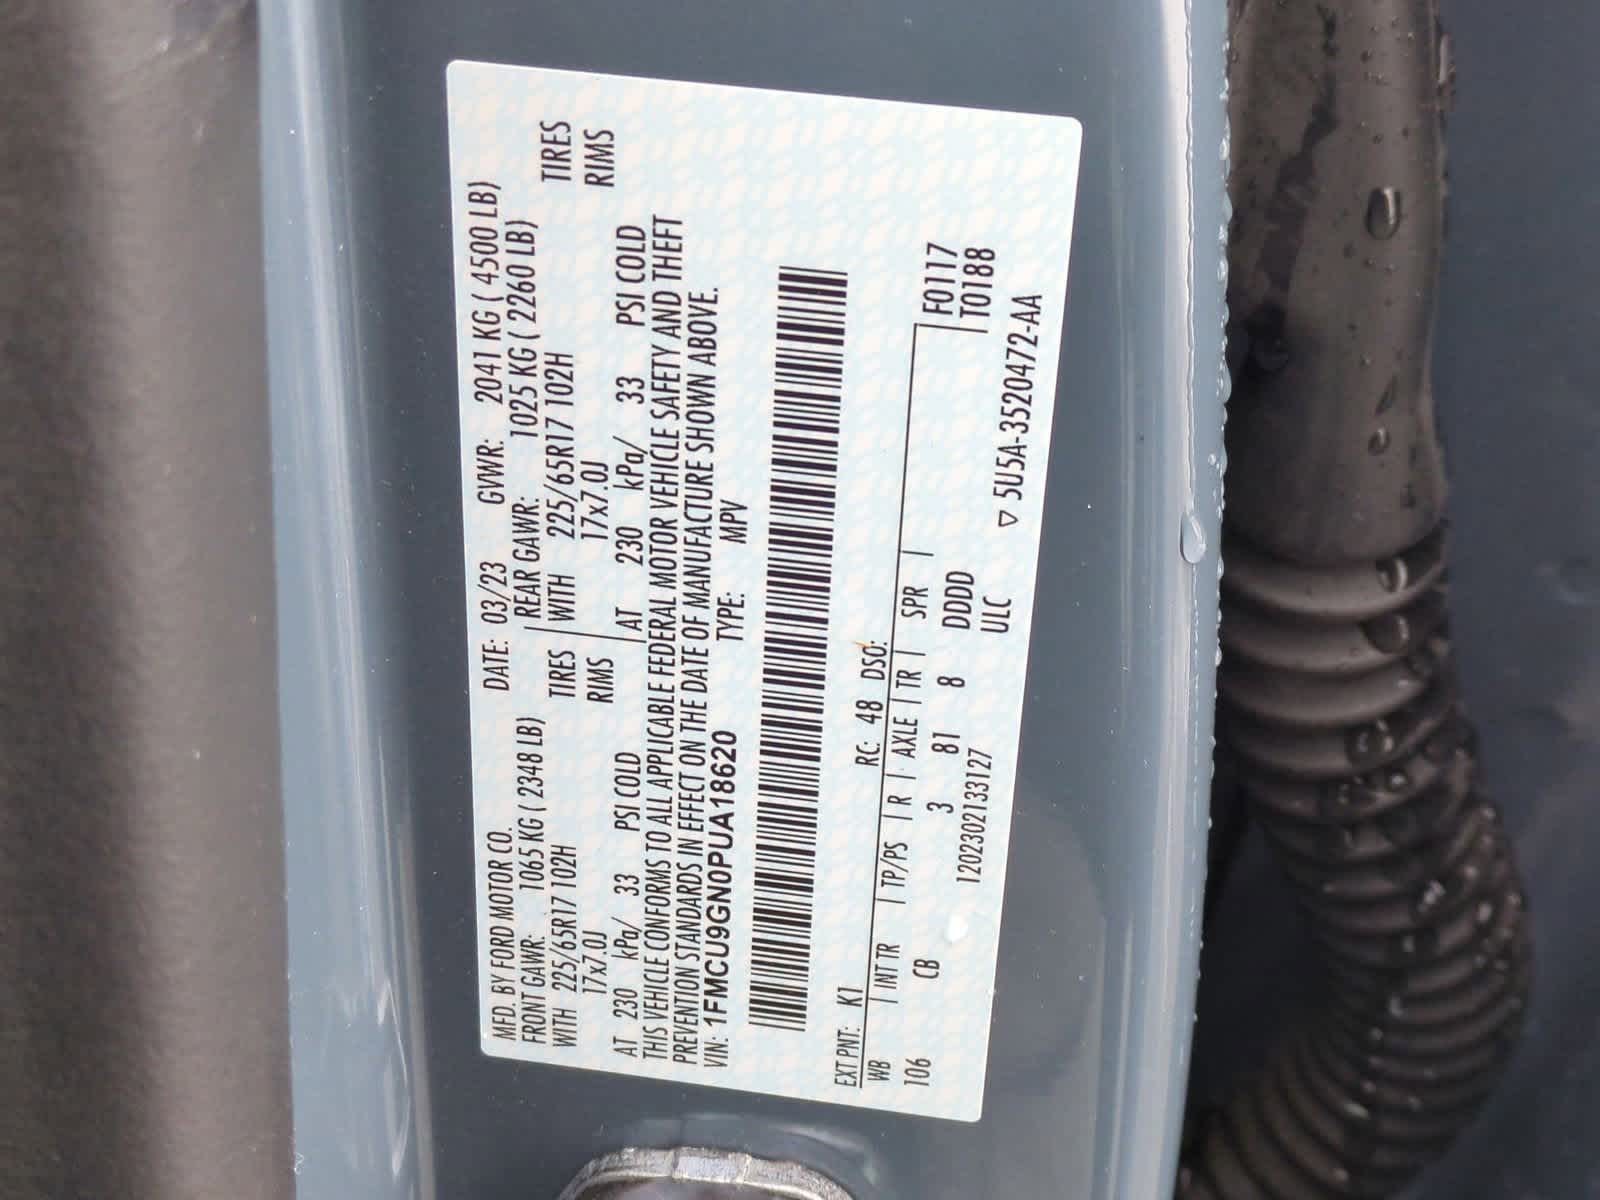 MFD. BY FORD MOTOR CO. DATE: 03/23 GVWR: 2041 KG ( 4500 LB)
FRONT GAWR: 1065 KG ( 2348 LB) REAR GAWR: 1025 KG ( 2260 LB)
WITH 225/65R17 102H TIRES WITH 225/65R17 102H TIRES
17x7.0J RIMS 17x7.0J RIMS
AT 230 kPa/ 33 PSI COLD AT 230 kPa/ 33 PSI COLD
THIS VEHICLE CONFORMS TO ALL APPLICABLE FEDERAL MOTOR VEHICLE SAFETY AND THEFT
PREVENTION STANDARDS IN EFFECT ON THE DATE OF MANUFACTURE SHOWN ABOVE.
VIN: 1FMCU9GN0PUA18620 TYPE: MPV
EXT PNT: K1 RC: 48 DSO:
WB | INT TR | TP/PS | R | AXLE | TR | SPR | F0117
106 CB 3 81 8 DDDD T0188
12023021 33127 ULC
▽ 5U5A-3520472-AA